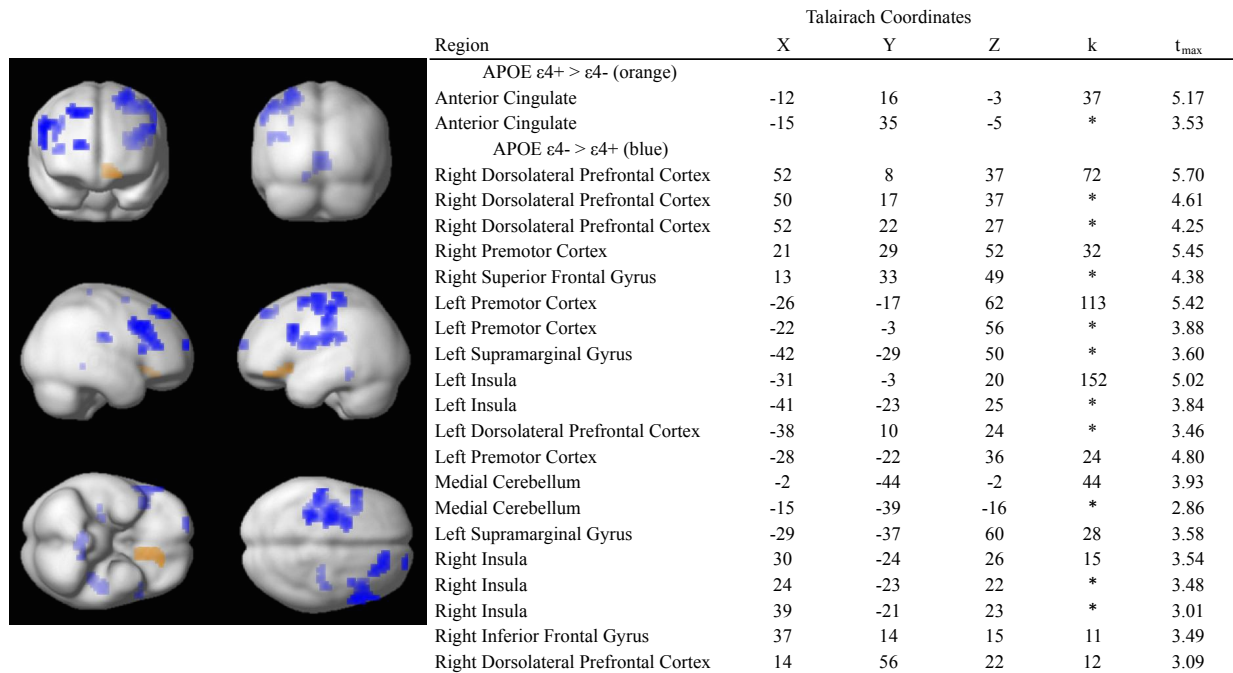 Talairach Coordinates
Region X Y Z k tmax
APOE ε4+ > ε4- (orange)
Anterior Cingulate -12 16 -3 37 5.17
Anterior Cingulate -15 35 -5 * 3.53
APOE ε4- > ε4+ (blue)
Right Dorsolateral Prefrontal Cortex 52 8 37 72 5.70
Right Dorsolateral Prefrontal Cortex 50 17 37 * 4.61
Right Dorsolateral Prefrontal Cortex 52 22 27 * 4.25
Right Premotor Cortex 21 29 52 32 5.45
Right Superior Frontal Gyrus 13 33 49 * 4.38
Left Premotor Cortex -26 -17 62 113 5.42
Left Premotor Cortex -22 -3 56 * 3.88
Left Supramarginal Gyrus -42 -29 50 * 3.60
Left Insula -31 -3 20 152 5.02
Left Insula -41 -23 25 * 3.84
Left Dorsolateral Prefrontal Cortex -38 10 24 * 3.46
Left Premotor Cortex -28 -22 36 24 4.80
Medial Cerebellum -2 -44 -2 44 3.93
Medial Cerebellum -15 -39 -16 * 2.86
Left Supramarginal Gyrus -29 -37 60 28 3.58
Right Insula 30 -24 26 15 3.54
Right Insula 24 -23 22 * 3.48
Right Insula 39 -21 23 * 3.01
Right Inferior Frontal Gyrus 37 14 15 11 3.49
Right Dorsolateral Prefrontal Cortex 14 56 22 12 3.09